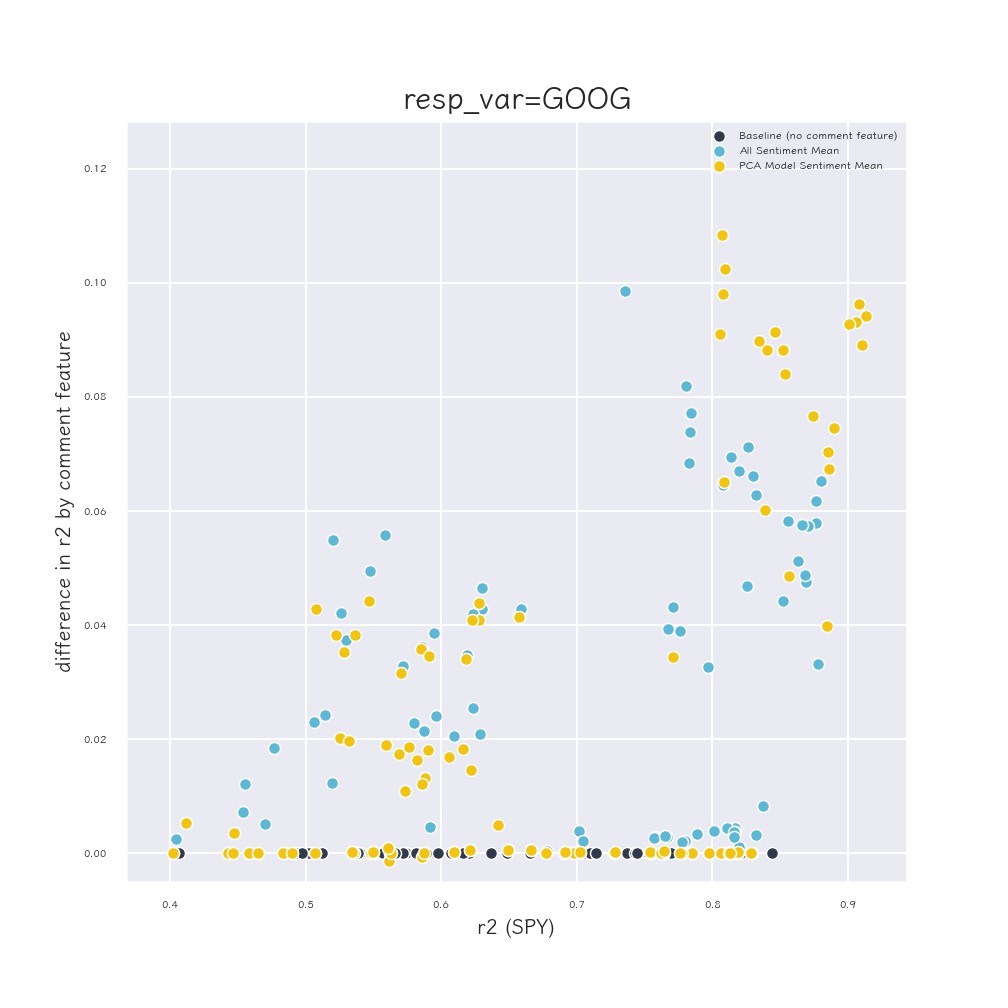 resp_var=GOOG
Baseline (no comment feature)
All Sentiment Mean
PCA Model Sentiment Mean
0.12
0.10
0.08
0.06
0.04
0.02
0.00
difference in r2 by comment feature
0.4 0.5 0.6 0.7 0.8 0.9
r2 (SPY)